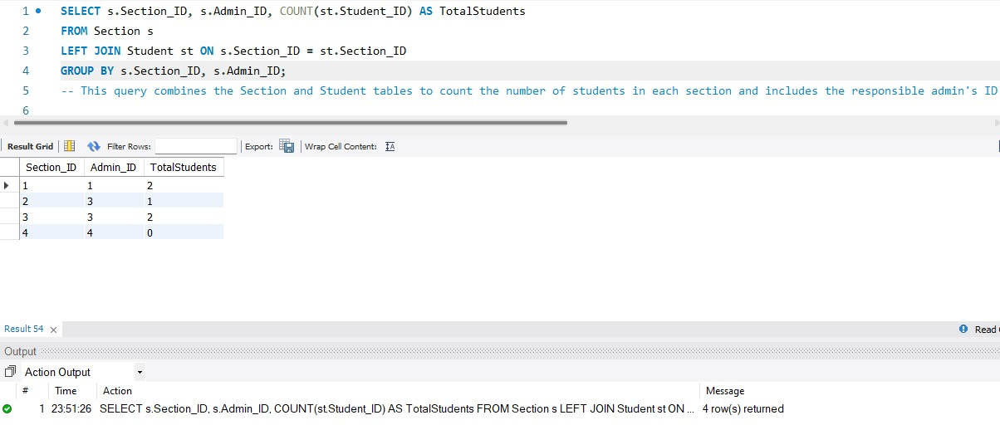 1 SELECT s.Section_ID, s.Admin_ID, COUNT(st.Student_ID) AS TotalStudents
2 FROM Section s
3 LEFT JOIN Student st ON s.Section_ID = st.Section_ID
4 GROUP BY s.Section_ID, s.Admin_ID;
5 -- This query combines the Section and Student tables to count the number of students in each section and includes the responsible admin's ID
6
Result Grid Filter Rows: Export: Wrap Cell Content: IA
Section_ID Admin_ID TotalStudents
1 1 2
2 3 1
3 3 2
4 4 0
Result 54 × Read
Output
Action Output
# Time Action Message
1 23:51:26 SELECT s.Section_ID, s.Admin_ID, COUNT(st.Student_ID) AS TotalStudents FROM Section s LEFT JOIN Student st ON ... 4 row(s) returned